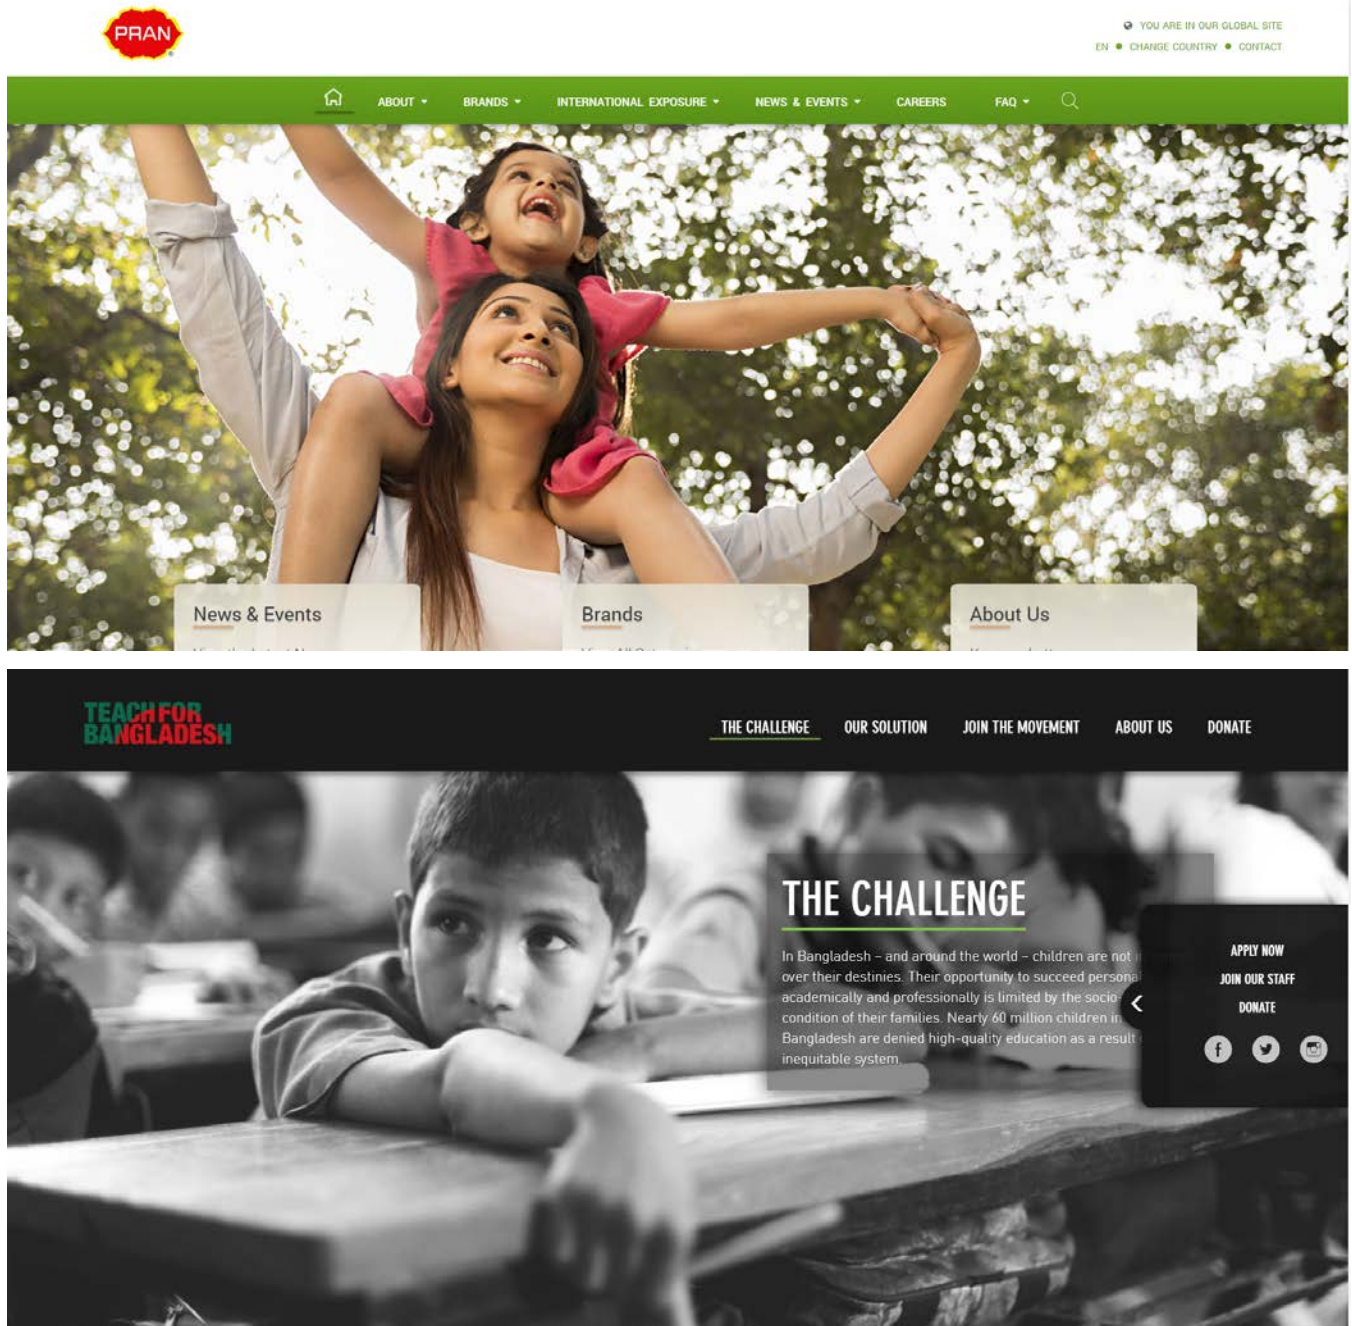 PRAN
YOU ARE IN OUR GLOBAL SITE
EN • CHANGE COUNTRY • CONTACT
ABOUT BRANDS INTERNATIONAL EXPOSURE NEWS & EVENTS CAREERS FAQ
News & Events Brands About Us
TEACH FOR
BANGLADESH
THE CHALLENGE OUR SOLUTION JOIN THE MOVEMENT ABOUT US DONATE
THE CHALLENGE
In Bangladesh – and around the world – children are not
over their destinies. Their opportunity to succeed
academically and professionally is limited by the socio-
condition of their families. Nearly 60 million children in
Bangladesh are denied high-quality education as a result
inequitable system.
APPLY NOW
JOIN OUR STAFF
DONATE